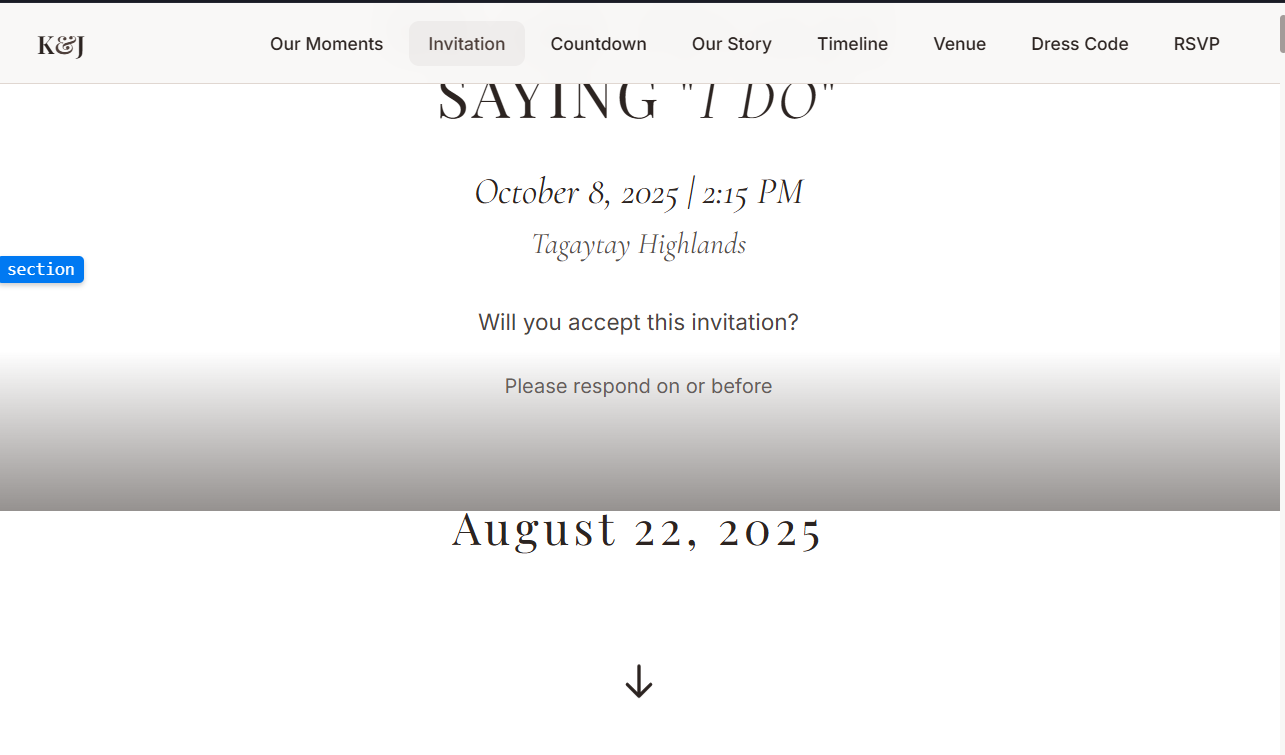 K&J
Our Moments
Invitation
Countdown
Our Story
Timeline
Venue
Dress Code
RSVP
SAYING "I DO"
October 8, 2025 | 2:15 PM
Tagaytay Highlands
section
Will you accept this invitation?
Please respond on or before
August 22, 2025